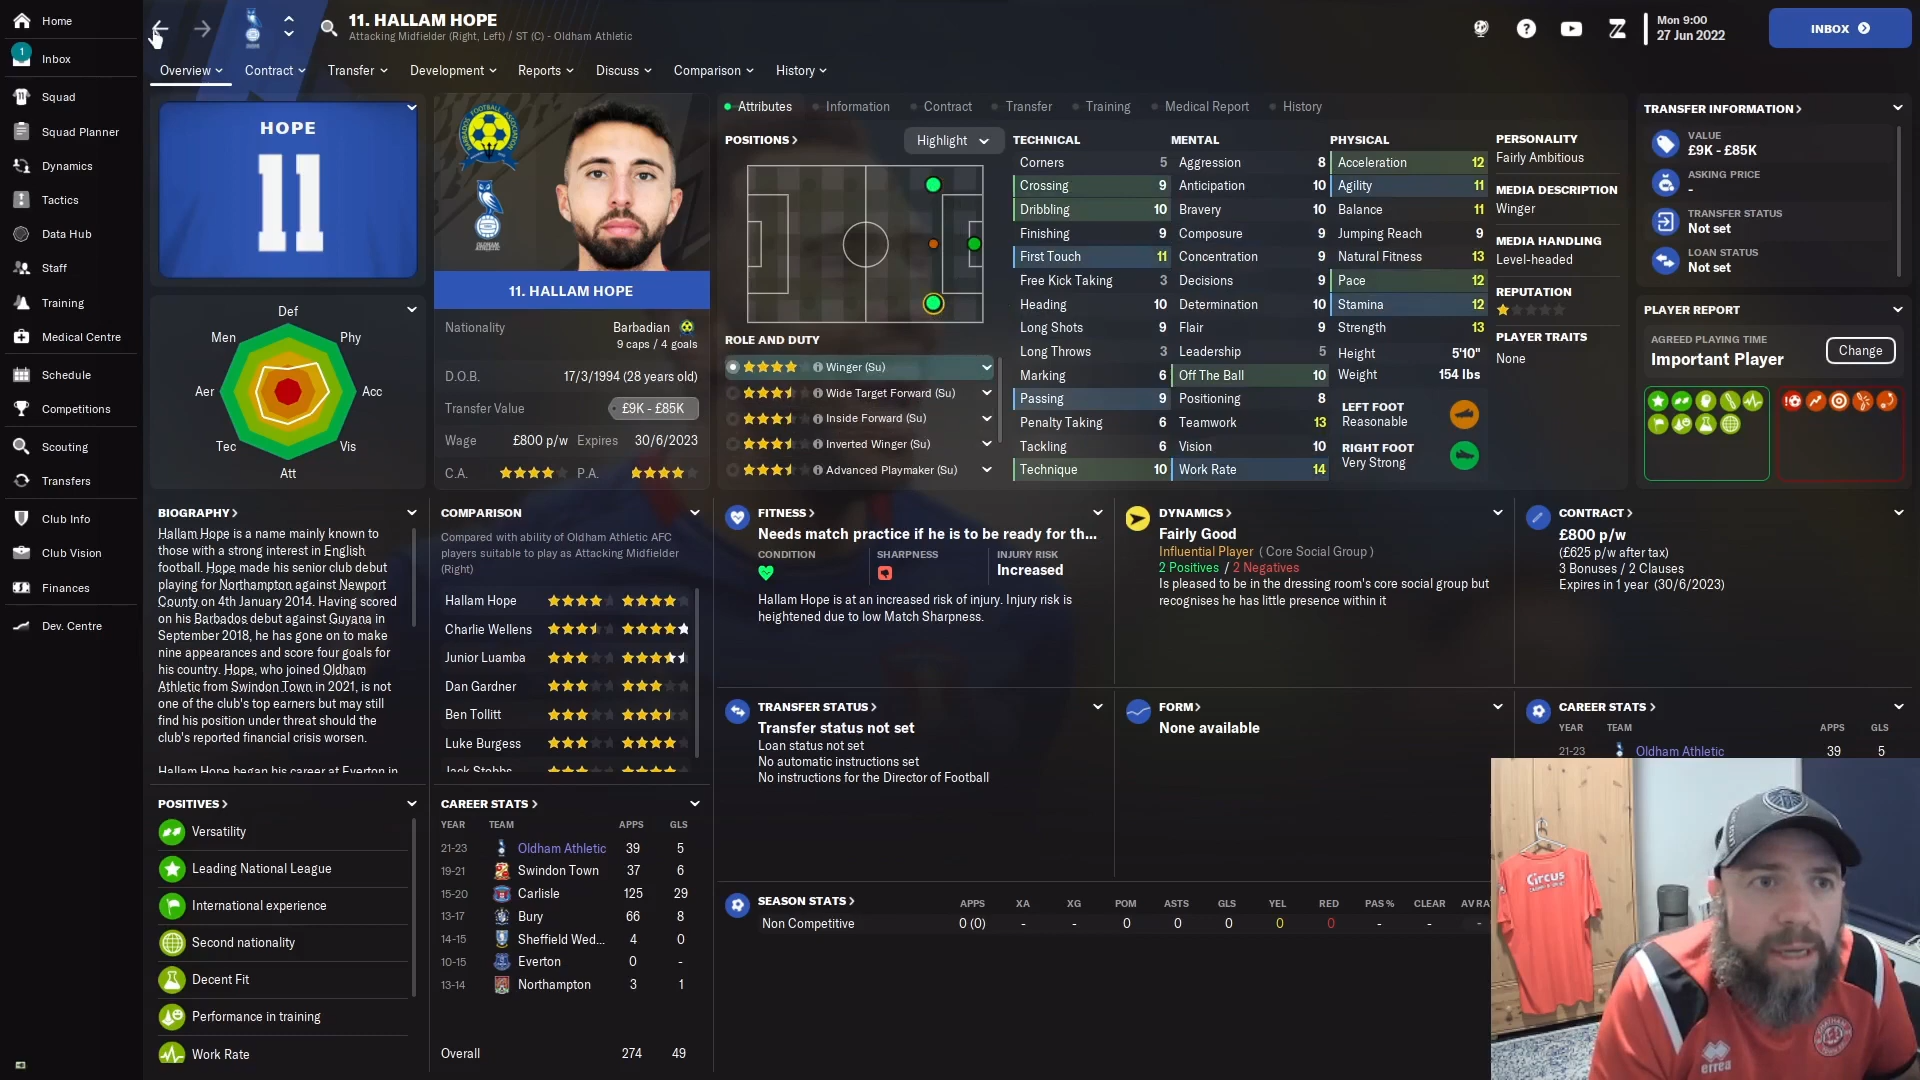 Home
1
Inbox
Squad
Squad Planner
Dynamics
Tactics
Data Hub
Staff
Training
Medical Centre
Schedule
Competitions
Scouting
Transfers
Club Info
Club Vision
Finances
Dev. Centre
11. HALLAM HOPE
Attacking Midfielder (Right, Left) / ST (C) - Oldham Athletic
Mon 9:00
27 Jun 2022
INBOX
Overview Contract Transfer Development Reports Discuss Comparison History
HOPE
11
Def
Phy
Acc
Vis
Att
Tec
Aer
Men
11. HALLAM HOPE
Nationality Barbadian
9 caps / 4 goals
D.O.B. 17/3/1994 (28 years old)
Transfer Value £9K - £85K
Wage £800 p/w Expires 30/6/2023
C.A. P.A.
Attributes Information Contract Transfer Training Medical Report History
POSITIONS >
Highlight
ROLE AND DUTY
Winger (Su)
Wide Target Forward (Su)
Inside Forward (Su)
Inverted Winger (Su)
Advanced Playmaker (Su)
TECHNICAL
Corners 5
Crossing 9
Dribbling 10
Finishing 9
First Touch 11
Free Kick Taking 3
Heading 10
Long Shots 9
Long Throws 3
Marking 6
Passing 9
Penalty Taking 6
Tackling 6
Technique 10
MENTAL
Aggression 8
Anticipation 10
Bravery 10
Composure 9
Concentration 9
Decisions 9
Determination 10
Flair 9
Leadership 5
Off The Ball 10
Positioning 8
Teamwork 13
Vision 10
Work Rate 14
PHYSICAL
Acceleration 12
Agility 11
Balance 11
Jumping Reach 9
Natural Fitness 13
Pace 12
Stamina 12
Strength 13
Height 5'10"
Weight 154 lbs
LEFT FOOT
Reasonable
RIGHT FOOT
Very Strong
PERSONALITY
Fairly Ambitious
MEDIA DESCRIPTION
Winger
MEDIA HANDLING
Level-headed
REPUTATION
PLAYER TRAITS
None
TRANSFER INFORMATION >
VALUE
£9K - £85K
ASKING PRICE
-
TRANSFER STATUS
Not set
LOAN STATUS
Not set
PLAYER REPORT
AGREED PLAYING TIME
Important Player
Change
BIOGRAPHY >
Hallam Hope is a name mainly known to
those with a strong interest in English
football. Hope made his senior club debut
playing for Northampton against Newport
County on 4th January 2014. Having scored
on his Barbados debut against Guyana in
September 2018, he has gone on to make
nine appearances and score four goals for
his country. Hope, who joined Oldham
Athletic from Swindon Town in 2021, is not
one of the club's top earners but may still
find his position under threat should the
club's reported financial crisis worsen.
Hallam Hope began his career at Everton in
COMPARISON
Compared with ability of Oldham Athletic AFC
players suitable to play as Attacking Midfielder
(Right)
Hallam Hope
Charlie Wellens
Junior Luamba
Dan Gardner
Ben Tollitt
Luke Burgess
Jack Stobbs
FITNESS >
Needs match practice if he is to be ready for th...
CONDITION
SHARPNESS
INJURY RISK
Increased
Hallam Hope is at an increased risk of injury. Injury risk is
heightened due to low Match Sharpness.
DYNAMICS >
Fairly Good
Influential Player ( Core Social Group )
2 Positives / 2 Negatives
Is pleased to be in the dressing room's core social group but
recognises he has little presence within it
CONTRACT >
£800 p/w
(£625 p/w after tax)
3 Bonuses / 2 Clauses
Expires in 1 year (30/6/2023)
TRANSFER STATUS >
Transfer status not set
Loan status not set
No automatic instructions set
No instructions for the Director of Football
FORM >
None available
CAREER STATS >
YEAR TEAM APPS GLS
21-23 Oldham Athletic 39 5
POSITIVES >
Versatility
Leading National League
International experience
Second nationality
Decent Fit
Performance in training
Work Rate
CAREER STATS >
YEAR TEAM APPS GLS
21-23 Oldham Athletic 39 5
19-21 Swindon Town 37 6
15-20 Carlisle 125 29
13-17 Bury 66 8
14-15 Sheffield Wed... 4 0
10-15 Everton 0 -
13-14 Northampton 3 1
Overall 274 49
SEASON STATS >
APPS XA XG POM ASTS GLS YEL RED PAS % CLEAR AV RA
Non Competitive 0 (0) - - 0 0 0 0 0 - - -
Circus
errea